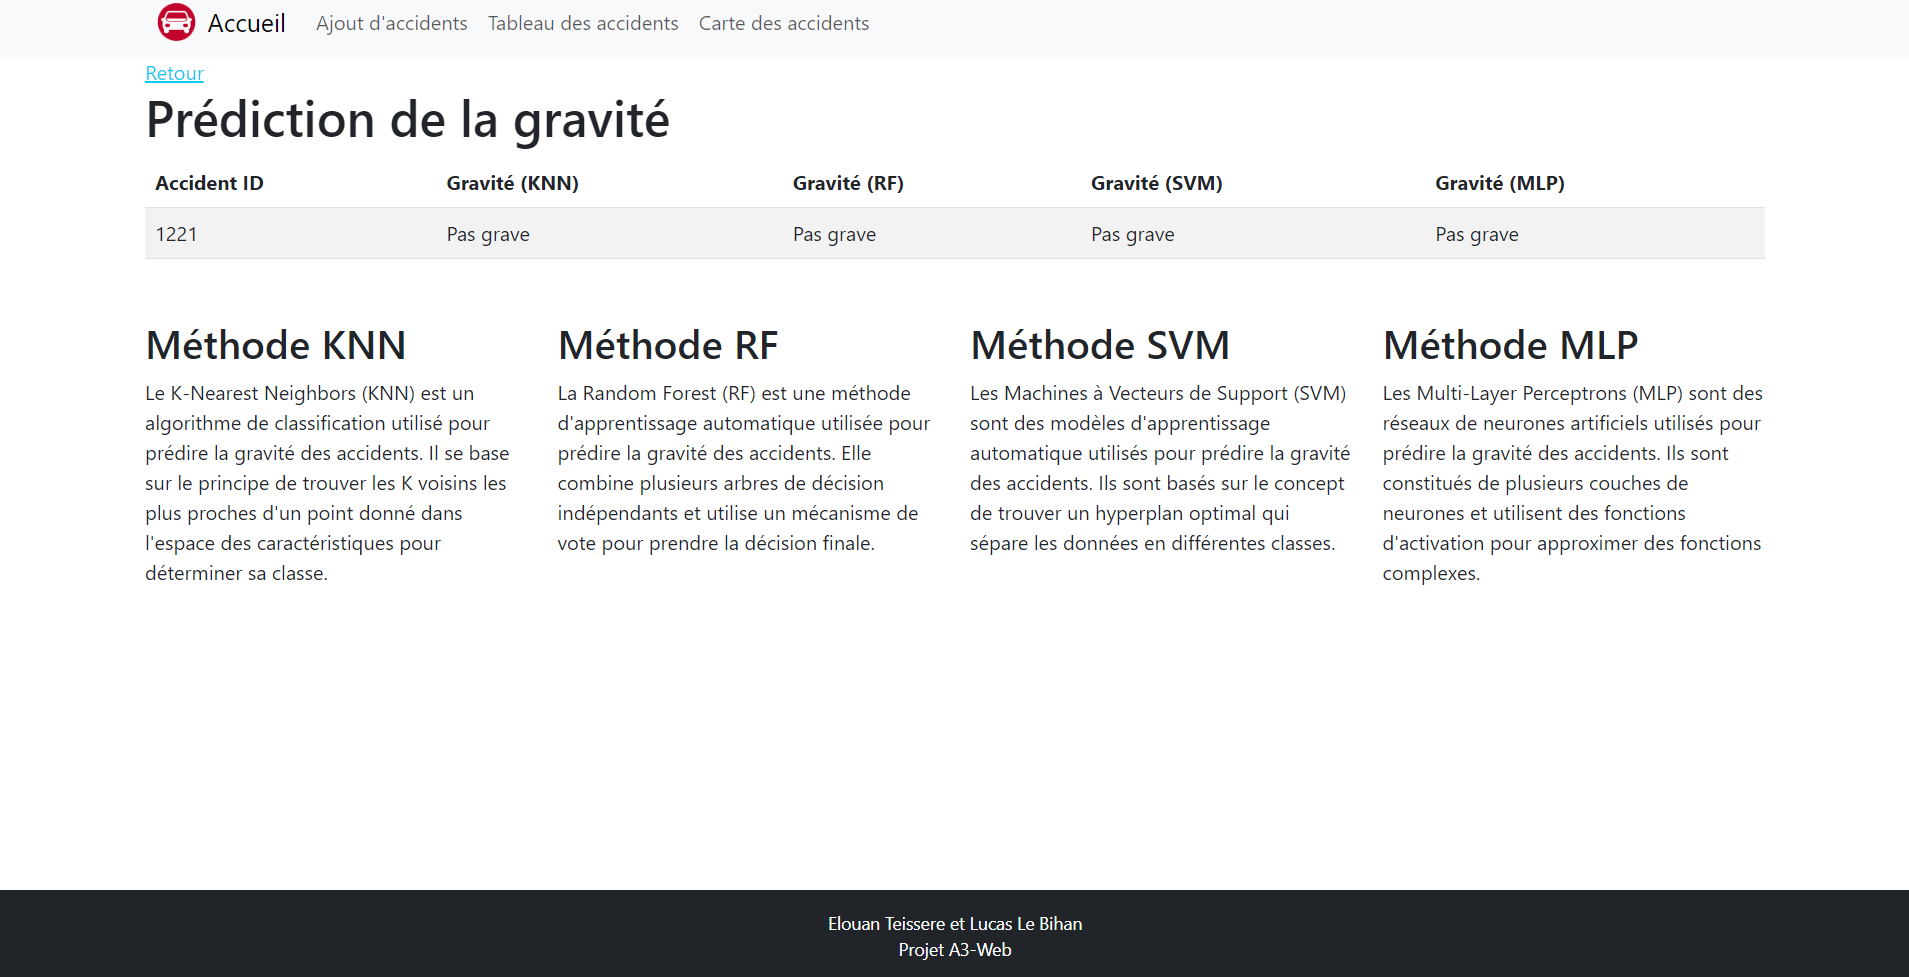 Accueil Ajout d'accidents Tableau des accidents Carte des accidents
Retour
Prédiction de la gravité
Accident ID Gravité (KNN) Gravité (RF) Gravité (SVM) Gravité (MLP)
1221 Pas grave Pas grave Pas grave Pas grave
Méthode KNN
Le K-Nearest Neighbors (KNN) est un
algorithme de classification utilisé pour
prédire la gravité des accidents. Il se base
sur le principe de trouver les K voisins les
plus proches d'un point donné dans
l'espace des caractéristiques pour
déterminer sa classe.
Méthode RF
La Random Forest (RF) est une méthode
d'apprentissage automatique utilisée pour
prédire la gravité des accidents. Elle
combine plusieurs arbres de décision
indépendants et utilise un mécanisme de
vote pour prendre la décision finale.
Méthode SVM
Les Machines à Vecteurs de Support (SVM)
sont des modèles d'apprentissage
automatique utilisés pour prédire la gravité
des accidents. Ils sont basés sur le concept
de trouver un hyperplan optimal qui
sépare les données en différentes classes.
Méthode MLP
Les Multi-Layer Perceptrons (MLP) sont des
réseaux de neurones artificiels utilisés pour
prédire la gravité des accidents. Ils sont
constitués de plusieurs couches de
neurones et utilisent des fonctions
d'activation pour approximer des fonctions
complexes.
Elouan Teissere et Lucas Le Bihan
Projet A3-Web